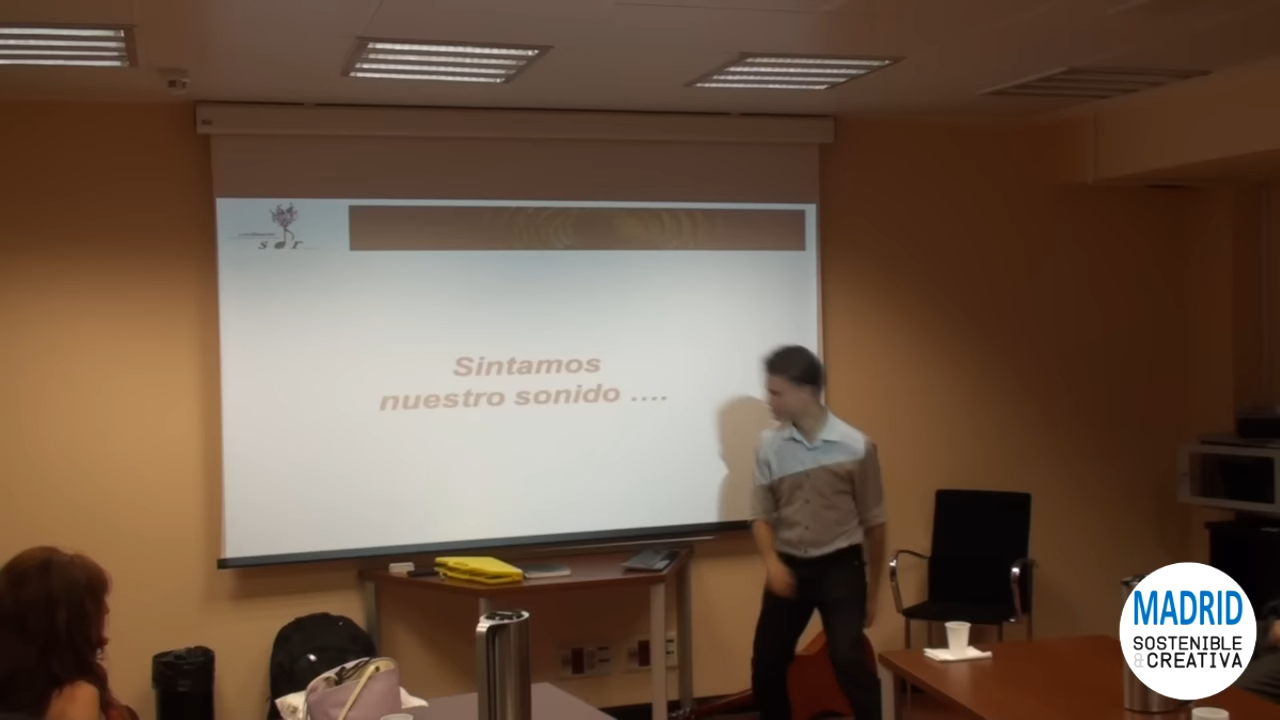 s r
Sintamos
nuestro sonido ....
MADRID
SOSTENIBLE
&CREATIVA